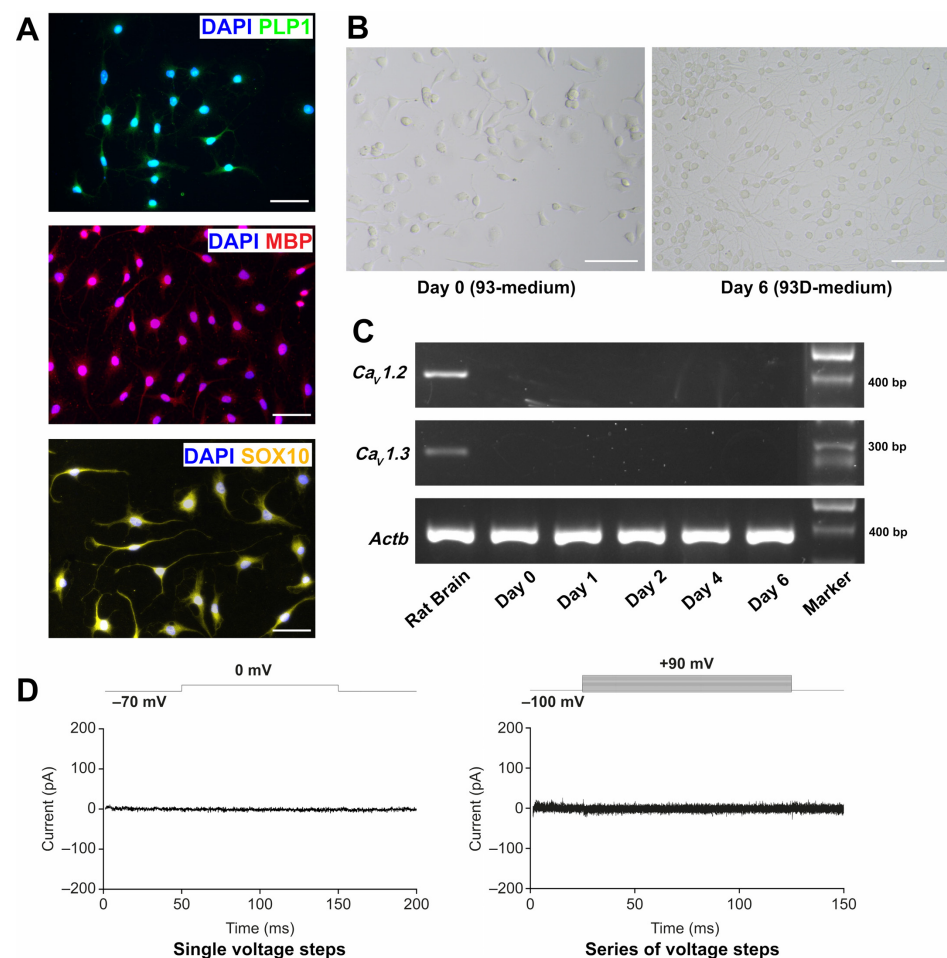 A
DAPI PLP1
DAPI MBP
DAPI SOX10
B
Day 0 (93-medium)
Day 6 (93D-medium)
C
CaV1.2
400 bp
CaV1.3
300 bp
Actb
400 bp
Rat Brain
Day 0
Day 1
Day 2
Day 4
Day 6
Marker
D
0 mV
–70 mV
200
100
0
–100
–200
Current (pA)
0
50
100
150
200
Time (ms)
Single voltage steps
+90 mV
–100 mV
200
100
0
–100
–200
Current (pA)
0
50
100
150
Time (ms)
Series of voltage steps